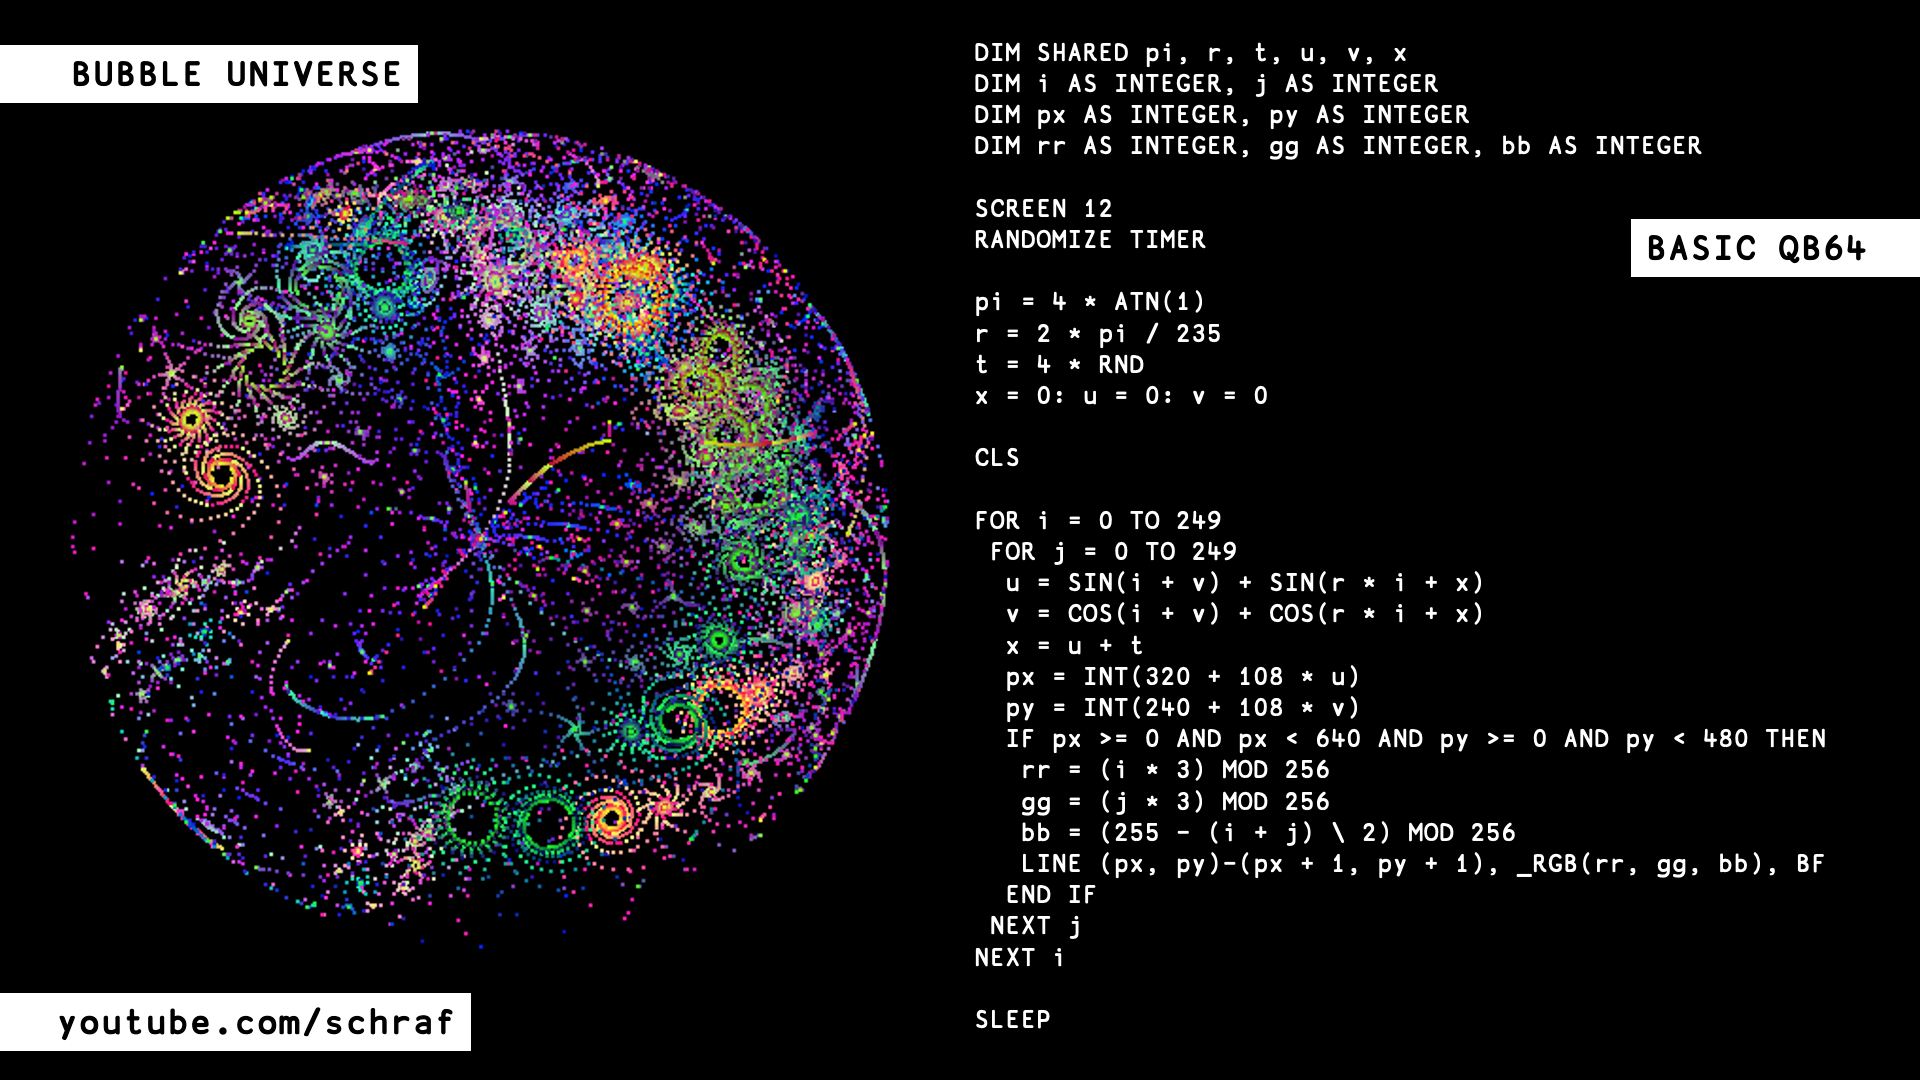 BUBBLE UNIVERSE
DIM SHARED pi, r, t, u, v, x
DIM i AS INTEGER, j AS INTEGER
DIM px AS INTEGER, py AS INTEGER
DIM rr AS INTEGER, gg AS INTEGER, bb AS INTEGER
SCREEN 12
RANDOMIZE TIMER
BASIC QB64
pi = 4 * ATN(1)
r = 2 * pi / 235
t = 4 * RND
x = 0: u = 0: v = 0
CLS
FOR i = 0 TO 249
FOR j = 0 TO 249
u = SIN(i + v) + SIN(r * i + x)
v = COS(i + v) + COS(r * i + x)
x = u + t
px = INT(320 + 108 * u)
py = INT(240 + 108 * v)
IF px >= 0 AND px < 640 AND py >= 0 AND py < 480 THEN
rr = (i * 3) MOD 256
gg = (j * 3) MOD 256
bb = (255 - (i + j) \ 2) MOD 256
LINE (px, py)-(px + 1, py + 1), _RGB(rr, gg, bb), BF
END IF
NEXT j
NEXT i
SLEEP
youtube.com/schraf